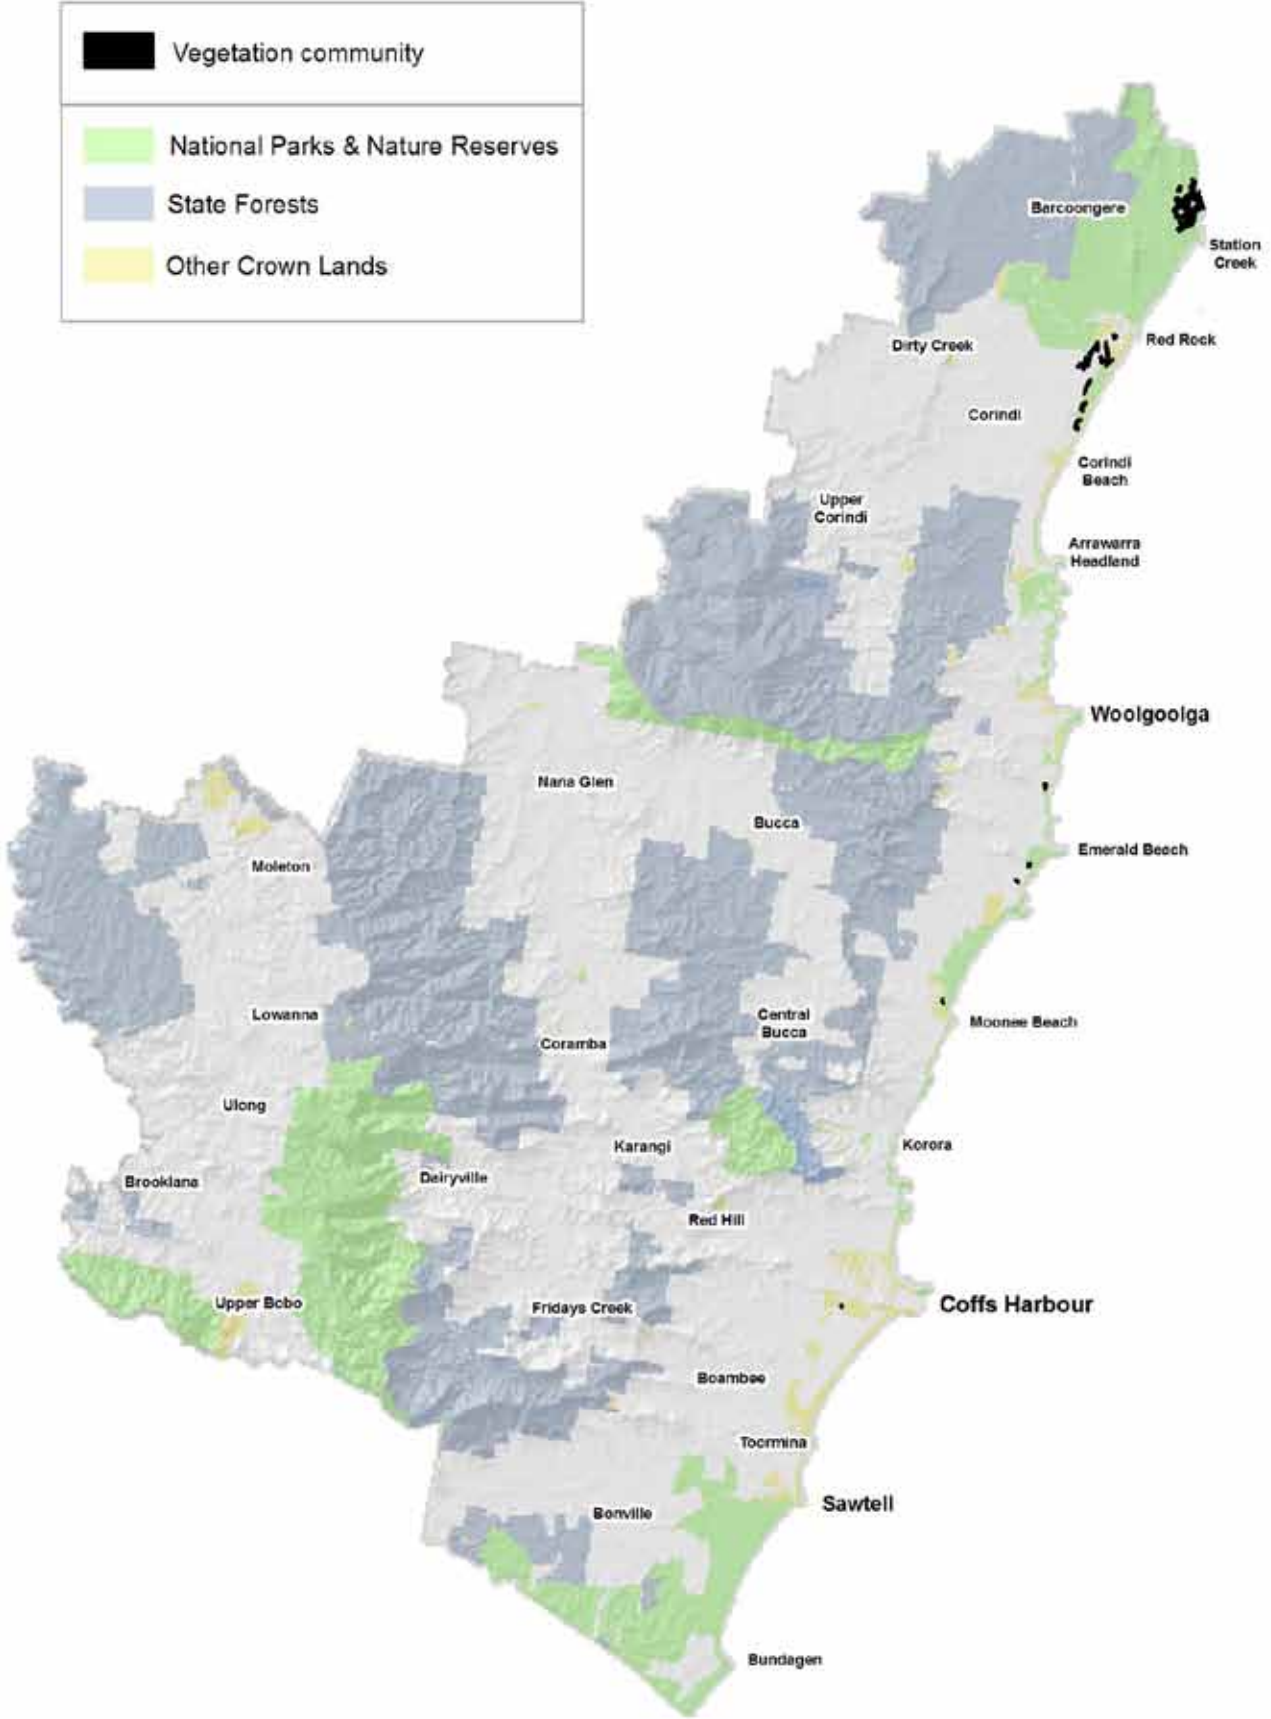 Vegetation community
National Parks & Nature Reserves
State Forests
Other Crown Lands
Barcoongere
Station
Creek
Red Rock
Dirty Creek
Corindi
Corindi
Beach
Upper
Corindi
Arrawarra
Headland
Woolgoolga
Nana Glen
Bucca
Emerald Beach
Moleton
Lowanna
Central
Bucca
Moonee Beach
Coramba
Ulong
Karangi
Korora
Brooklana
Dairyville
Red Hill
Upper Bobo
Fridays Creek
Coffs Harbour
Boambee
Toormina
Sawtell
Bonville
Bundagen